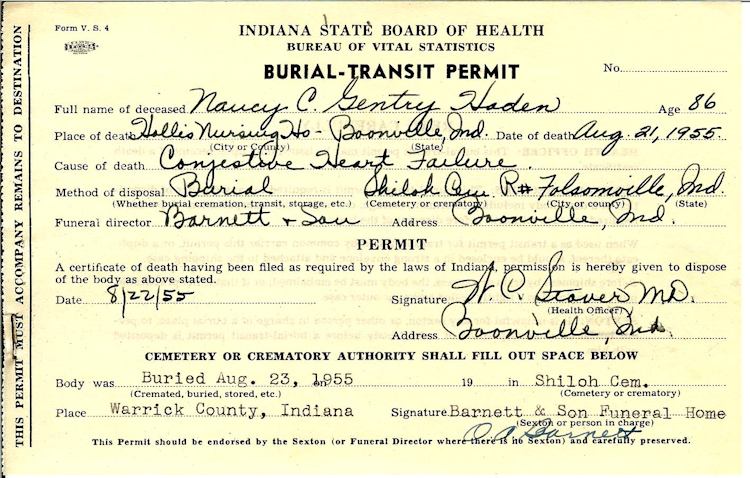 Form V. S. 4
INDIANA STATE BOARD OF HEALTH
BUREAU OF VITAL STATISTICS
BURIAL-TRANSIT PERMIT
No.
Full name of deceased Nancy C. Gentry Haden Age 86
Place of death Hollis Nursing Ho - Boonville, Ind. Date of death Aug. 21, 1955
(City or County) (State)
Cause of death Congestive Heart Failure
Method of disposal Burial Shiloh Cem. R# Folsomville, Ind.
(Whether burial cremation, transit, storage, etc.) (Cemetery or crematory) (City or county) (State)
Funeral director Barnett + Son Address Boonville, Ind.
PERMIT
A certificate of death having been filed as required by the laws of Indiana, permission is hereby given to dispose
of the body as above stated.
Date 8/22/55 Signature W. P. Stover MD.
(Health Officer)
Address Boonville, Ind.
CEMETERY OR CREMATORY AUTHORITY SHALL FILL OUT SPACE BELOW
Body was Buried Aug. 23, on 1955 19 in Shiloh Cem.
(Cremated, buried, stored, etc.) (Cemetery or crematory)
Place Warrick County, Indiana Signature Barnett & Son Funeral Home
(Sexton or person in charge)
Barnett
This Permit should be endorsed by the Sexton (or Funeral Director where there is no Sexton) and carefully preserved.
THIS PERMIT MUST ACCOMPANY REMAINS TO DESTINATION